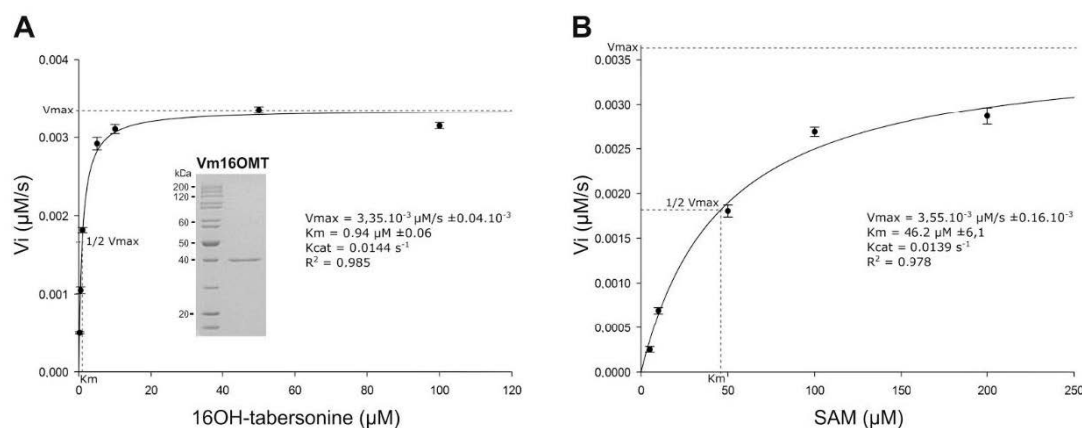 A
Vi (µM/s)
0,004
Vmax
0,003
0,002
1/2 Vmax
0,001
0,000
Km
0
20
40
60
80
100
120
16OH-tabersonine (µM)
Vm16OMT
kDa
200
120
60
50
40
20
Vmax = 3,35.10-3 µM/s ±0.04.10-3
Km = 0.94 µM ±0.06
Kcat = 0.0144 s-1
R2 = 0.985
B
Vi (µM/s)
Vmax
0,0035
0,0030
0,0025
0,0020
1/2 Vmax
0,0015
0,0010
0,0005
0,0000
Km
0
50
100
150
200
250
SAM (µM)
Vmax = 3,55.10-3 µM/s ±0.16.10-3
Km = 46.2 µM ±6,1
Kcat = 0.0139 s-1
R2 = 0.978